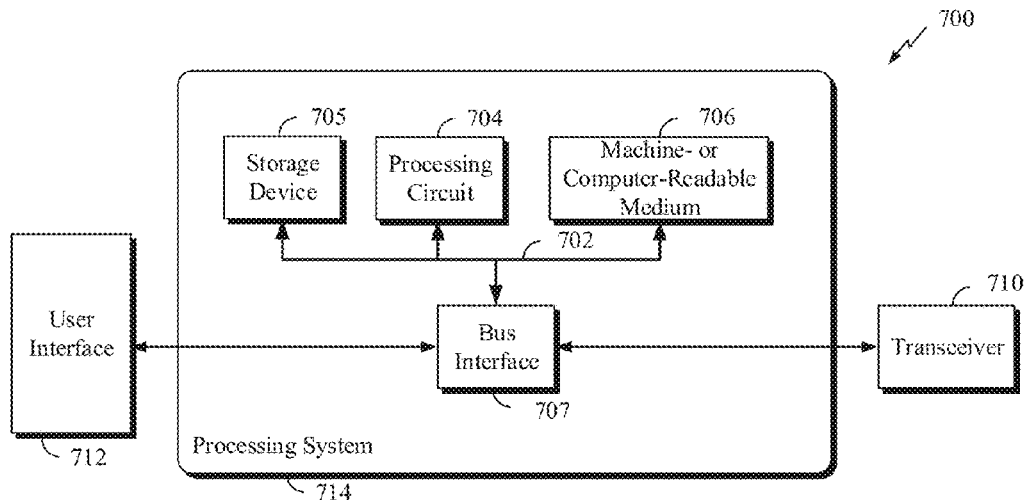 700
705
704
706
Storage
Device
Processing
Circuit
Machine- or
Computer-Readable
Medium
702
710
User
Interface
Bus
Interface
Transceiver
707
Processing System
712
714